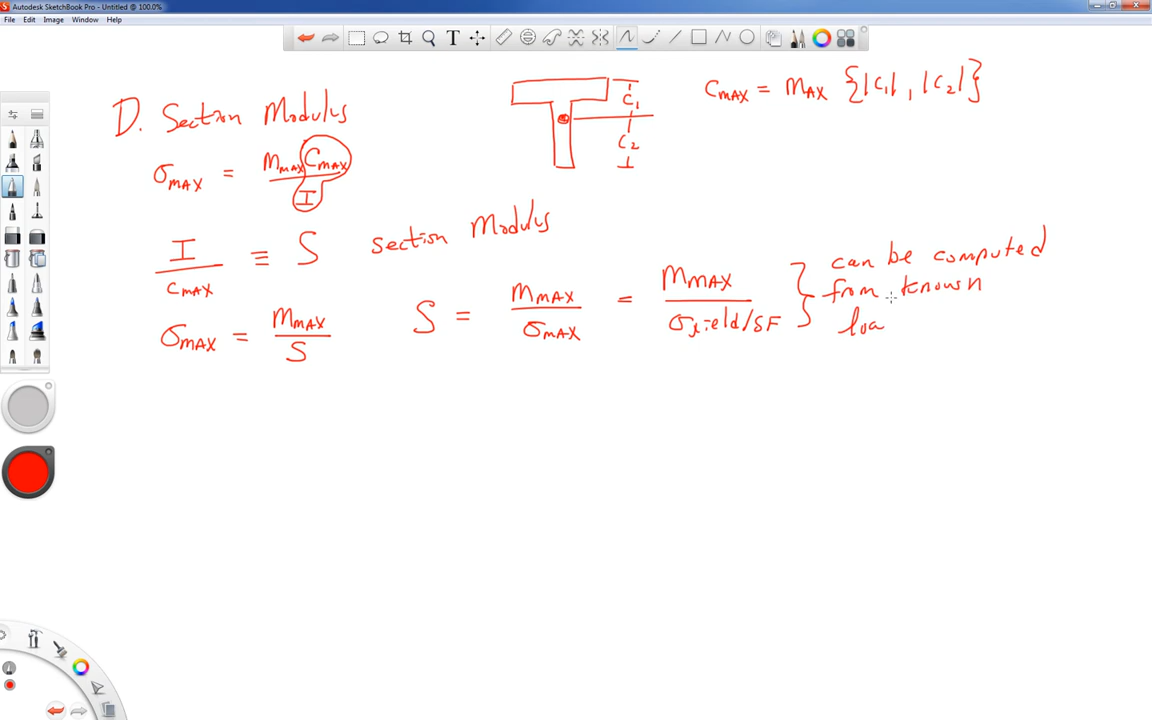 Autodesk SketchBook Pro - Untitled @ 100.0%
File Edit Image Window Help
T
D. Section Modulus
σMAX = MMAX CMAX / I
C1
C2
CMAX = MAX {|C1|, |C2|}
I / CMAX ≡ S section Modulus
σMAX = MMAX / S
S = MMAX / σMAX = MMAX / σyield/SF
can be computed
from known
loa